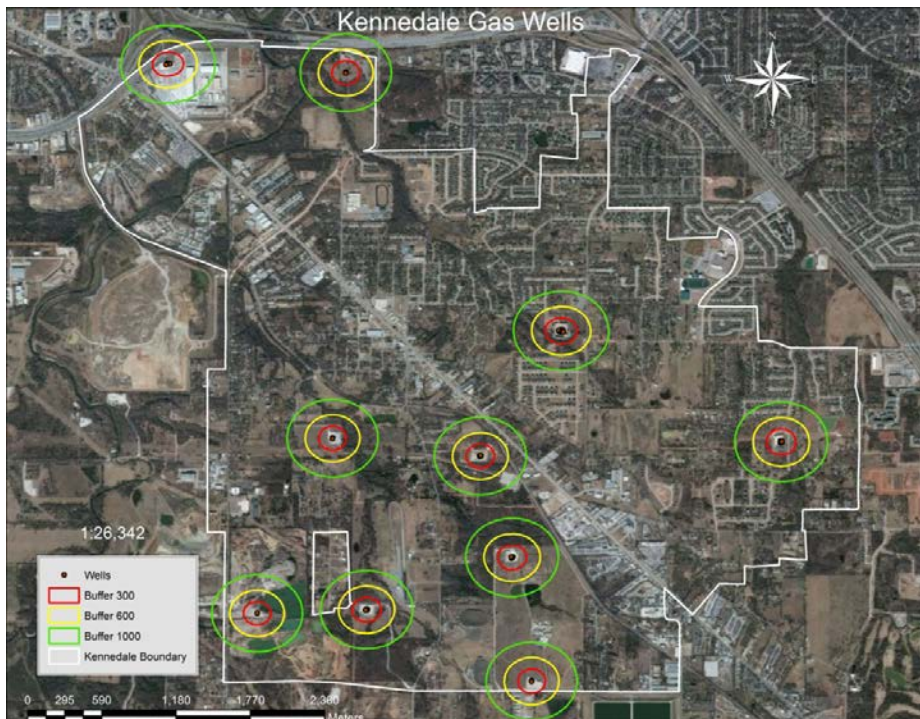 Kennedale Gas Wells
N
W
E
S
1:26,342
Wells
Buffer 300
Buffer 600
Buffer 1000
Kennedale Boundary
0 295 590 1,180 1,770 2,360
Meters